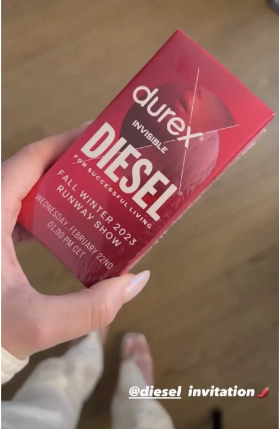 durex
INVISIBLE
DIESEL
FOR SUCCESSFUL LIVING
FALL WINTER 2023
RUNWAY SHOW
WEDNESDAY, FEBRUARY 22ND
01.00 PM CET
@diesel invitation🌶️